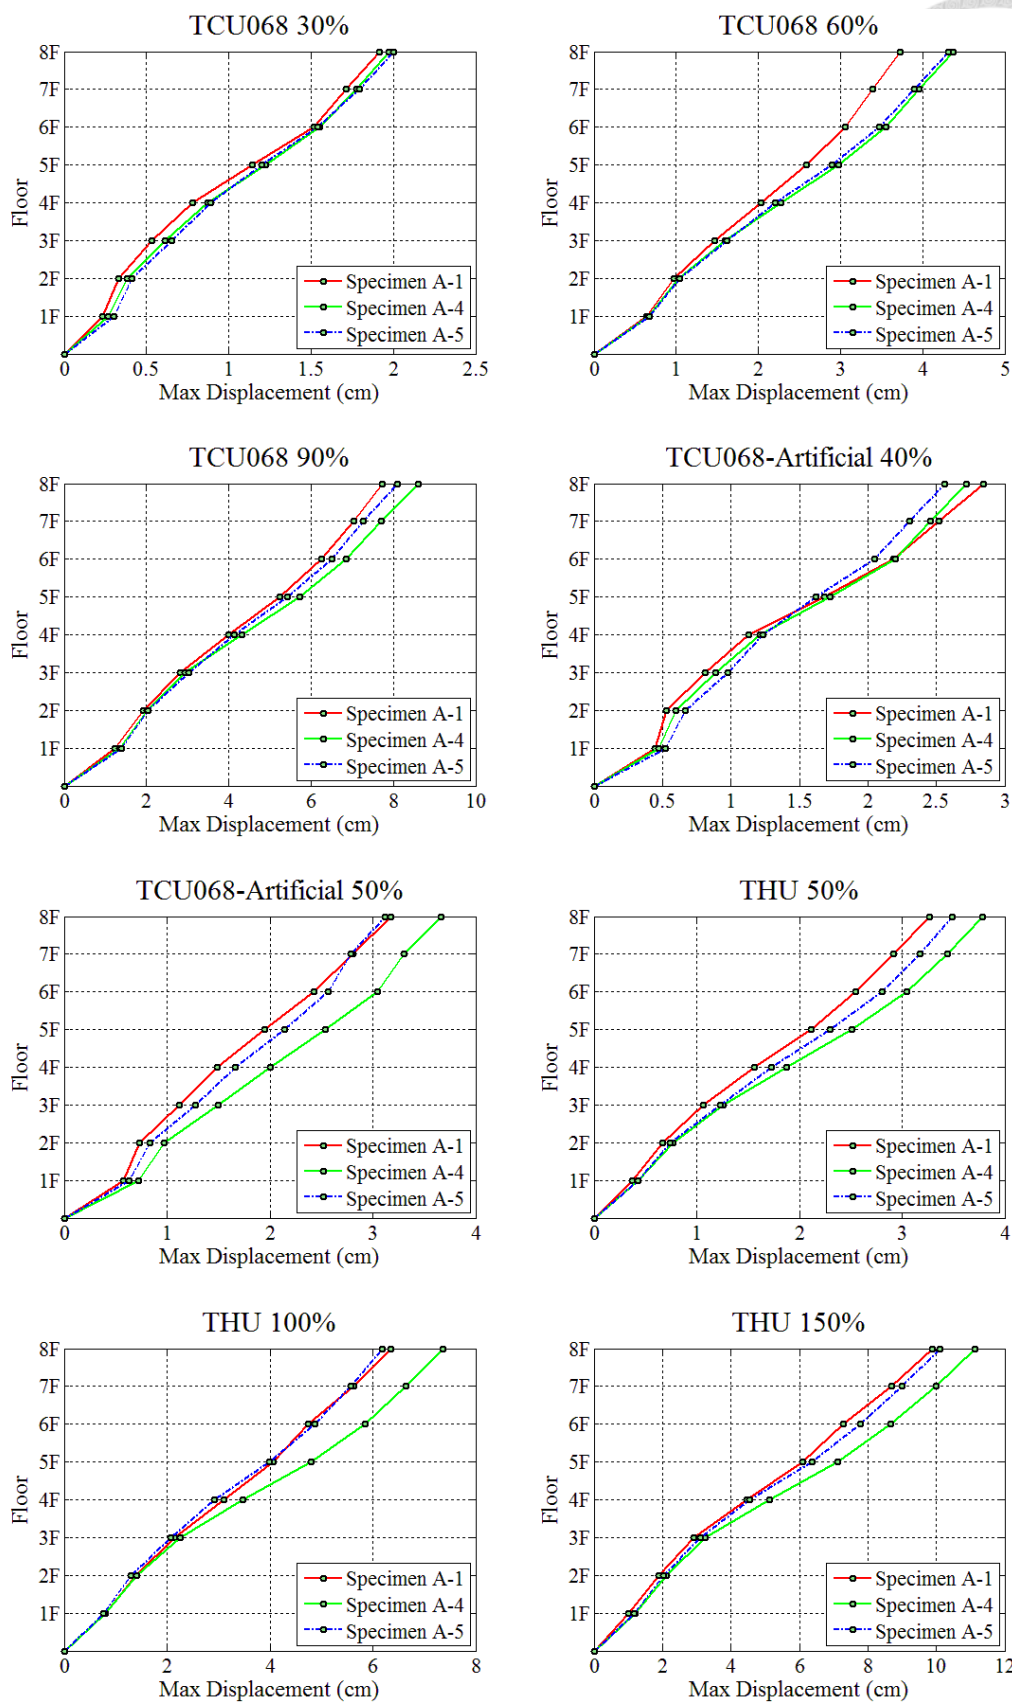 TCU068 30%
8F
7F
6F
5F
4F
3F
2F
1F
Floor
Specimen A-1
Specimen A-4
Specimen A-5
0 0.5 1 1.5 2 2.5
Max Displacement (cm)
TCU068 60%
8F
7F
6F
5F
4F
3F
2F
1F
Floor
Specimen A-1
Specimen A-4
Specimen A-5
0 1 2 3 4 5
Max Displacement (cm)
TCU068 90%
8F
7F
6F
5F
4F
3F
2F
1F
Floor
Specimen A-1
Specimen A-4
Specimen A-5
0 2 4 6 8 10
Max Displacement (cm)
TCU068-Artificial 40%
8F
7F
6F
5F
4F
3F
2F
1F
Floor
Specimen A-1
Specimen A-4
Specimen A-5
0 0.5 1 1.5 2 2.5 3
Max Displacement (cm)
TCU068-Artificial 50%
8F
7F
6F
5F
4F
3F
2F
1F
Floor
Specimen A-1
Specimen A-4
Specimen A-5
0 1 2 3 4
Max Displacement (cm)
THU 50%
8F
7F
6F
5F
4F
3F
2F
1F
Floor
Specimen A-1
Specimen A-4
Specimen A-5
0 1 2 3 4
Max Displacement (cm)
THU 100%
8F
7F
6F
5F
4F
3F
2F
1F
Floor
Specimen A-1
Specimen A-4
Specimen A-5
0 2 4 6 8
Max Displacement (cm)
THU 150%
8F
7F
6F
5F
4F
3F
2F
1F
Floor
Specimen A-1
Specimen A-4
Specimen A-5
0 2 4 6 8 10 12
Max Displacement (cm)